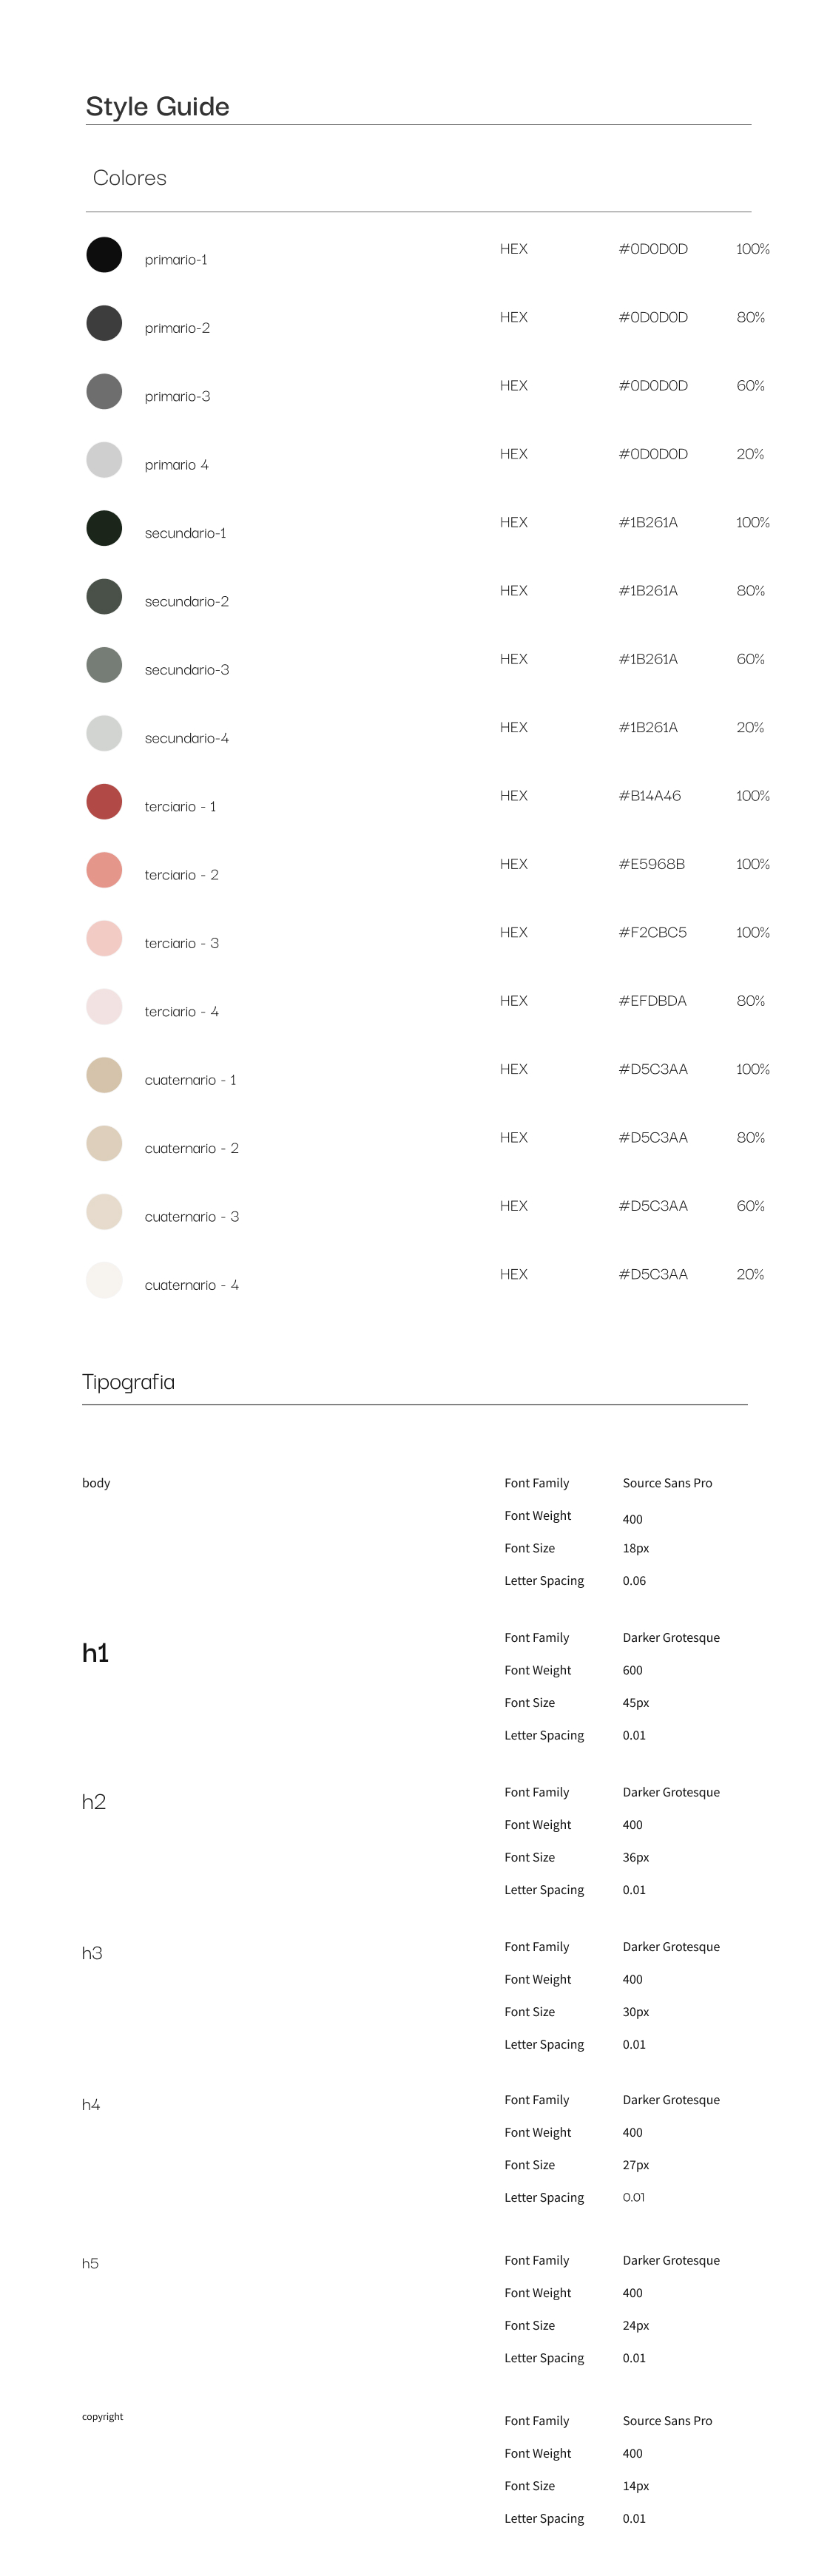 Style Guide
Colores
primario-1 HEX #0D0D0D 100%
primario-2 HEX #0D0D0D 80%
primario-3 HEX #0D0D0D 60%
primario 4 HEX #0D0D0D 20%
secundario-1 HEX #1B261A 100%
secundario-2 HEX #1B261A 80%
secundario-3 HEX #1B261A 60%
secundario-4 HEX #1B261A 20%
terciario - 1 HEX #B14A46 100%
terciario - 2 HEX #E5968B 100%
terciario - 3 HEX #F2CBC5 100%
terciario - 4 HEX #EFDBDA 80%
cuaternario - 1 HEX #D5C3AA 100%
cuaternario - 2 HEX #D5C3AA 80%
cuaternario - 3 HEX #D5C3AA 60%
cuaternario - 4 HEX #D5C3AA 20%
Tipografia
body Font Family Source Sans Pro
Font Weight 400
Font Size 18px
Letter Spacing 0.06
h1 Font Family Darker Grotesque
Font Weight 600
Font Size 45px
Letter Spacing 0.01
h2 Font Family Darker Grotesque
Font Weight 400
Font Size 36px
Letter Spacing 0.01
h3 Font Family Darker Grotesque
Font Weight 400
Font Size 30px
Letter Spacing 0.01
h4 Font Family Darker Grotesque
Font Weight 400
Font Size 27px
Letter Spacing 0.01
h5 Font Family Darker Grotesque
Font Weight 400
Font Size 24px
Letter Spacing 0.01
copyright Font Family Source Sans Pro
Font Weight 400
Font Size 14px
Letter Spacing 0.01